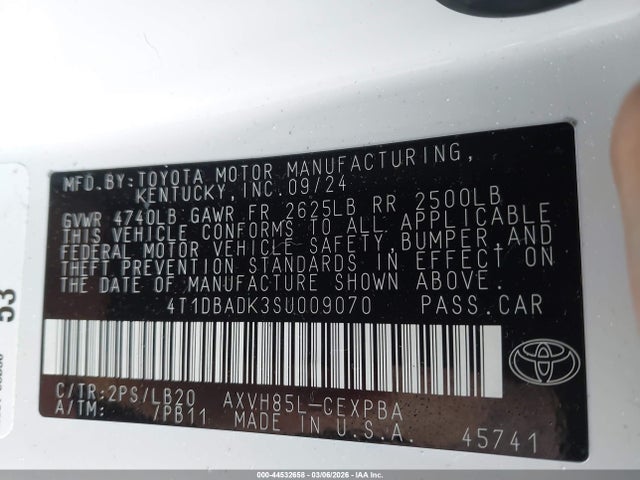 MFD.BY:TOYOTA MOTOR MANUFACTURING,
KENTUCKY, INC.09/24
GVWR 4740LB GAWR FR 2625LB RR 2500LB
THIS VEHICLE CONFORMS TO ALL APPLICABLE
FEDERAL MOTOR VEHICLE SAFETY, BUMPER,AND
THEFT PREVENTION STANDARDS IN EFFECT ON
THE DATE OF MANUFACTURE SHOWN ABOVE.
4T1DBADK3SU009070 PASS.CAR
C/TR:2PS/LB20 AXVH85L-CEXPBA
A/TM: /PB11 MADE IN U.S.A. 45741
TOYOTA
53
000-44532658 - 03/06/2026 - IAA Inc.